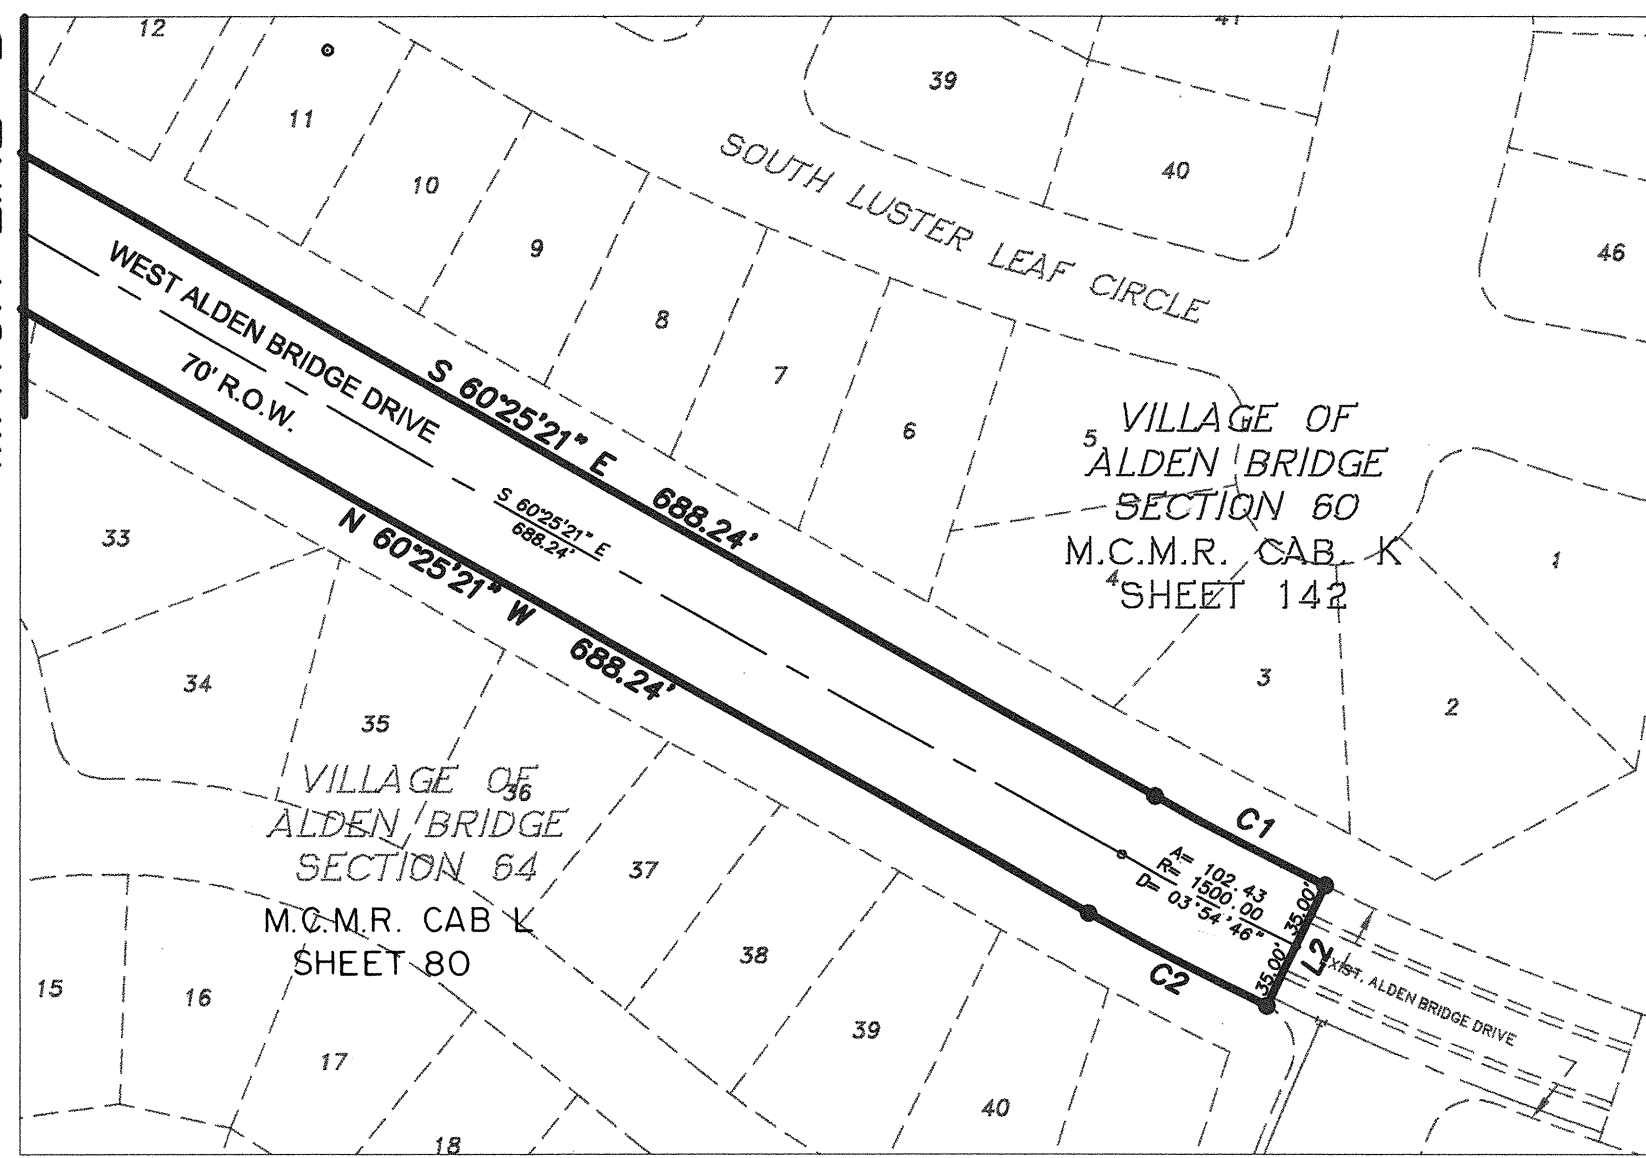 12
11
10
9
8
7
6
5
4
3
2
1
39
40
41
46
SOUTH LUSTER LEAF CIRCLE
WEST ALDEN BRIDGE DRIVE
70' R.O.W.
S 60°25'21" E 688.24'
S 60°25'21" E
688.24'
N 60°25'21" W 688.24'
VILLAGE OF
ALDEN BRIDGE
SECTION 60
M.C.M.R. CAB. K
SHEET 142
C1
A= 102.43
R= 1500.00
D= 03°54'46"
35.00'
35.00'
L2
C2
EXIST. ALDEN BRIDGE DRIVE
33
34
35
36
VILLAGE OF
ALDEN BRIDGE
SECTION 64
M.C.M.R. CAB L
SHEET 80
37
38
39
40
15
16
17
18